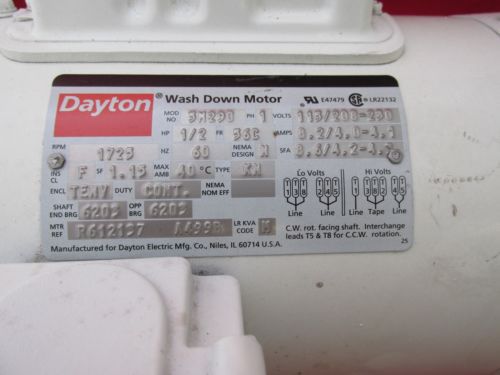 Dayton® Wash Down Motor E47479 LR22132
MOD NO 3M290 PH 1 VOLTS 115/208-230
HP 1/2 FR 56C AMPS 8.2/4.0-4.1
RPM 1725 HZ 60 NEMA DESIGN N SFA
INS CL F SF 1.15 MAX AMB 40°C TYPE Lo Volts Hi Volts
ENCL TENV DUTY CONT. NEMA NOM EFF
SHAFT END BRG 6203 OPP BRG 6203 Line Line Line Tape Line
MTR REF LR KVA CODE C.W. rot. facing shaft. Interchange
Manufactured for Dayton Electric Mfg. Co., Niles, IL 60714 U.S.A. leads T5 & T8 for C.C.W. rotation.
25